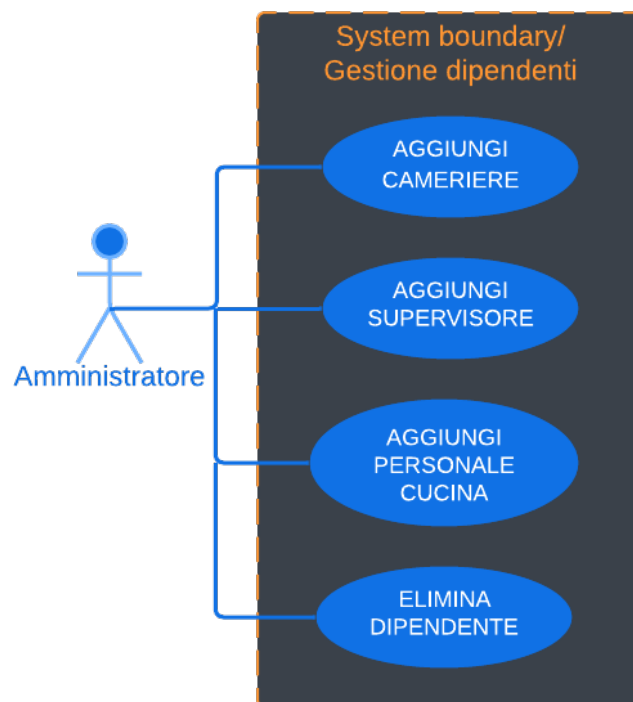 System boundary/
Gestione dipendenti
AGGIUNGI
CAMERIERE
AGGIUNGI
SUPERVISORE
Amministratore
AGGIUNGI
PERSONALE
CUCINA
ELIMINA
DIPENDENTE